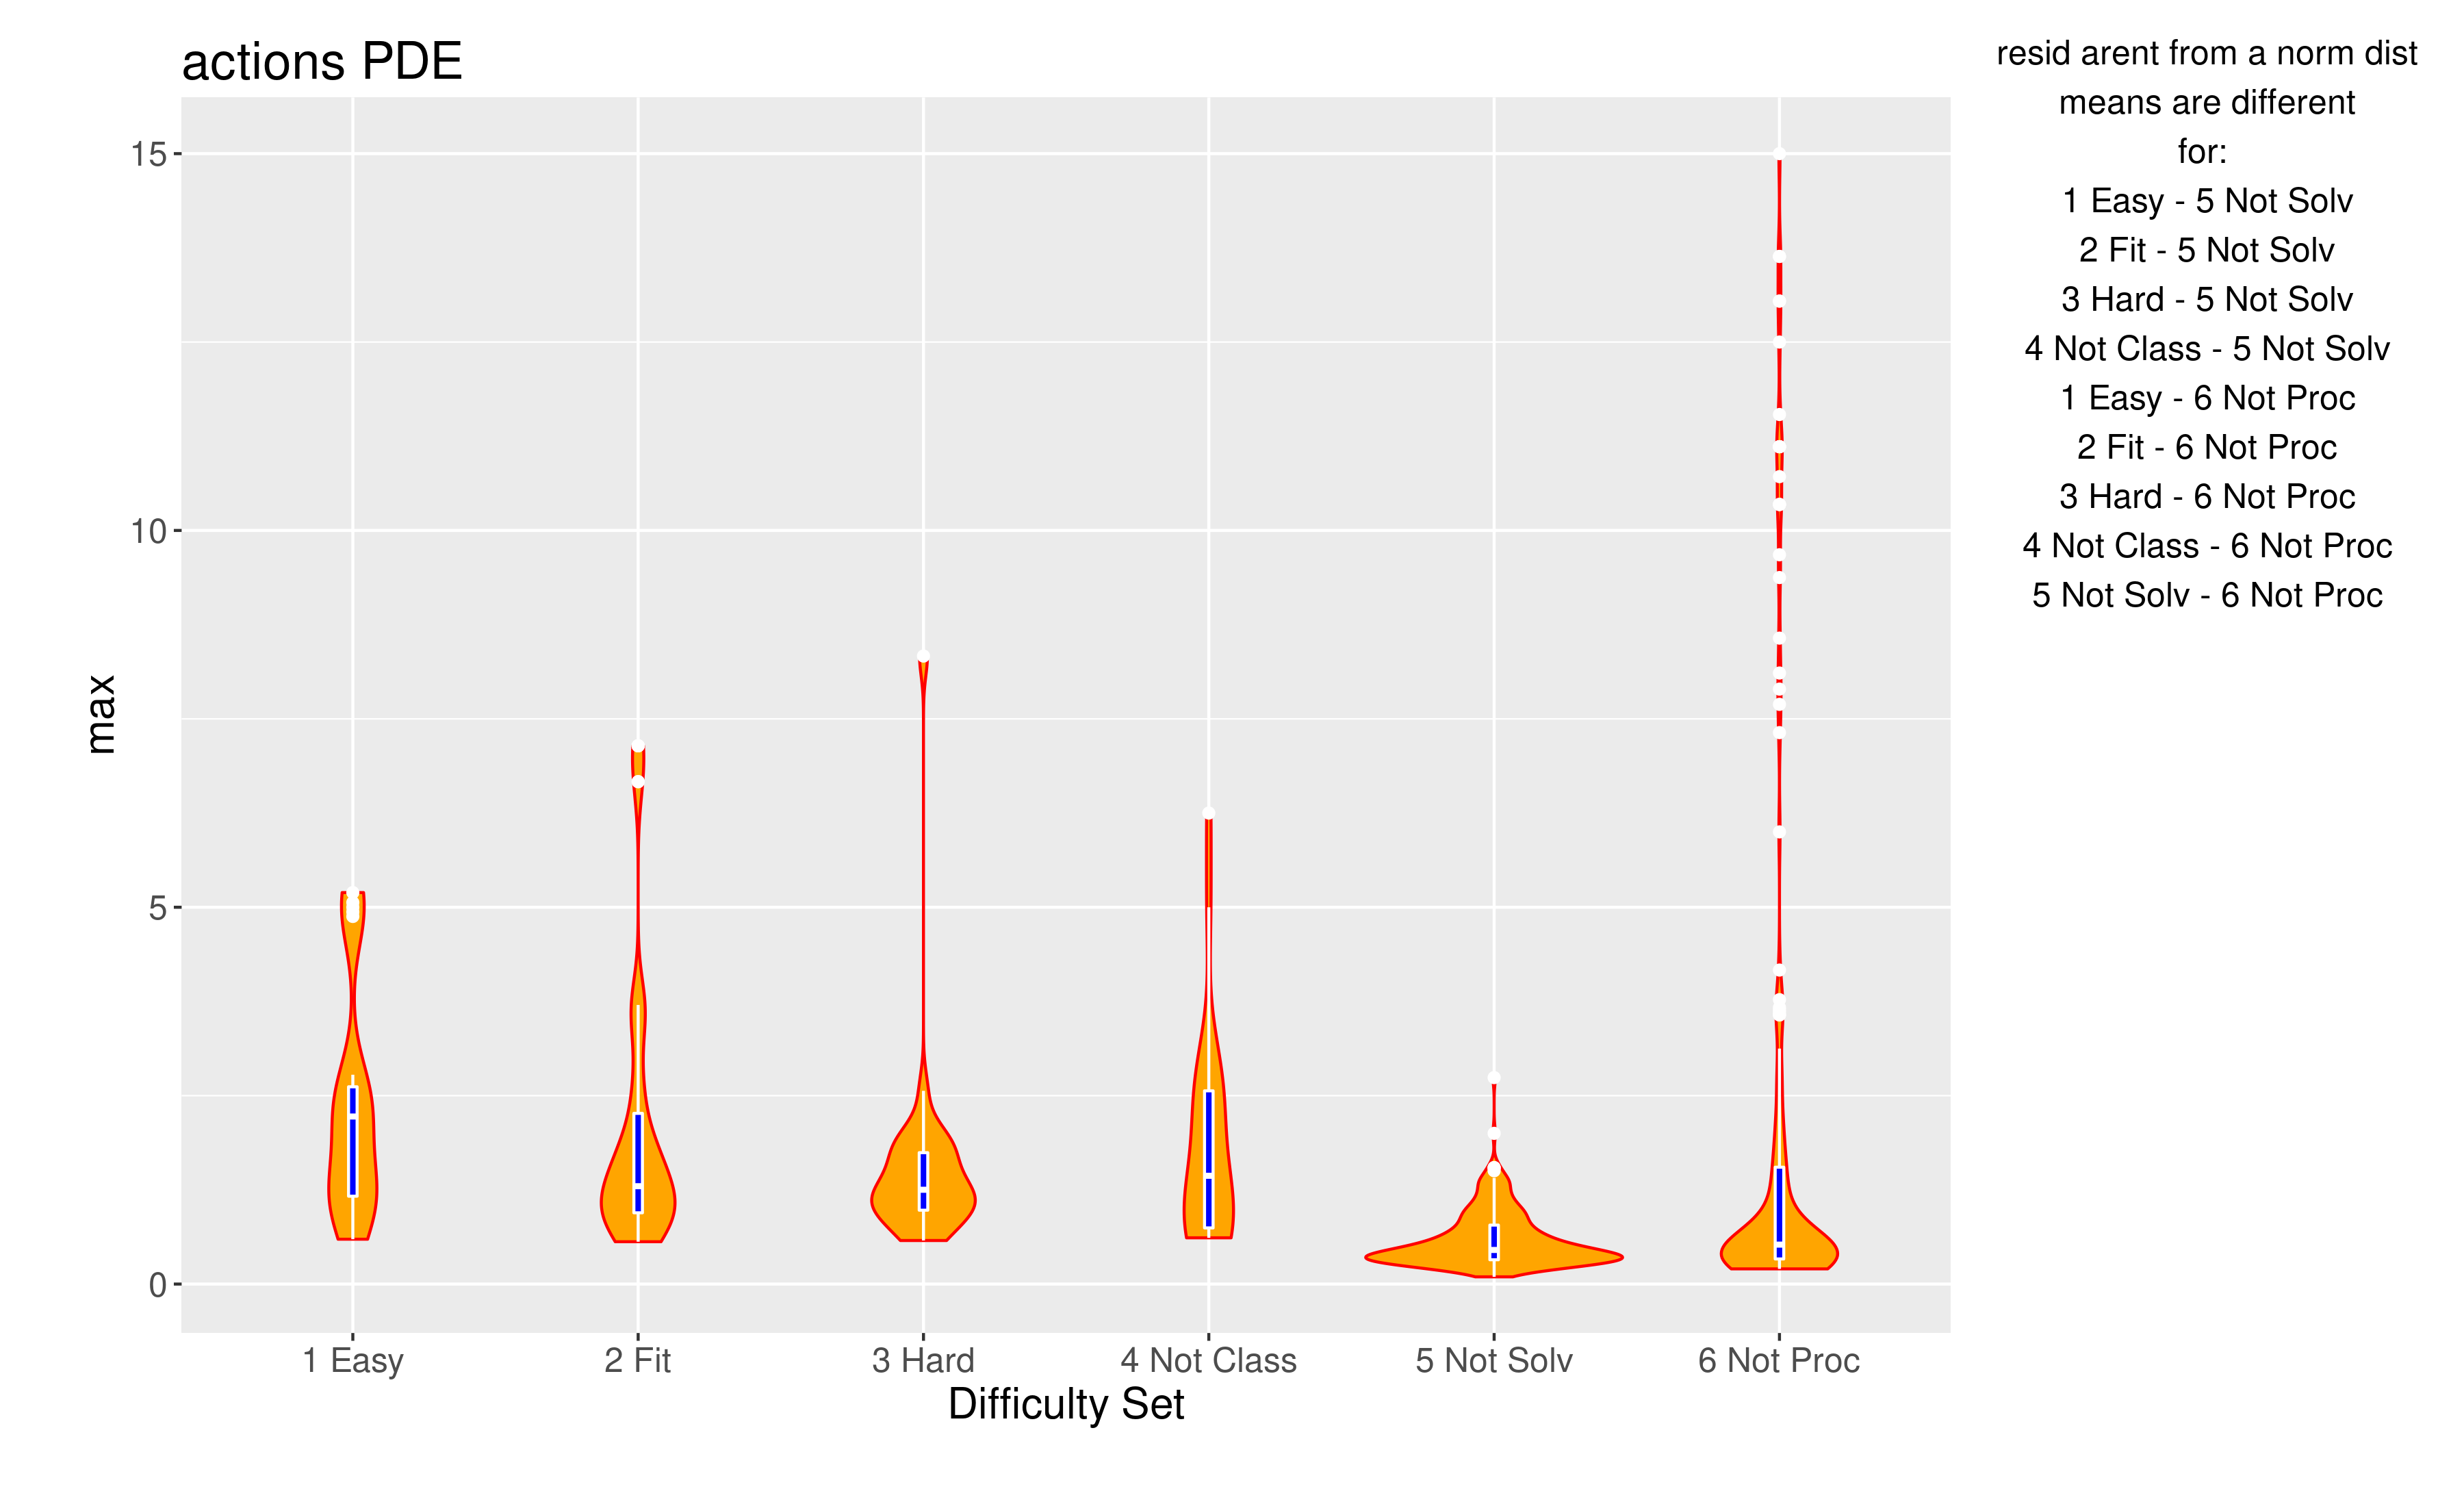 actions PDE
resid arent from a norm dist
means are different
for:
1 Easy - 5 Not Solv
2 Fit - 5 Not Solv
3 Hard - 5 Not Solv
4 Not Class - 5 Not Solv
1 Easy - 6 Not Proc
2 Fit - 6 Not Proc
3 Hard - 6 Not Proc
4 Not Class - 6 Not Proc
5 Not Solv - 6 Not Proc
15
10
5
0
max
1 Easy
2 Fit
3 Hard
4 Not Class
5 Not Solv
6 Not Proc
Difficulty Set